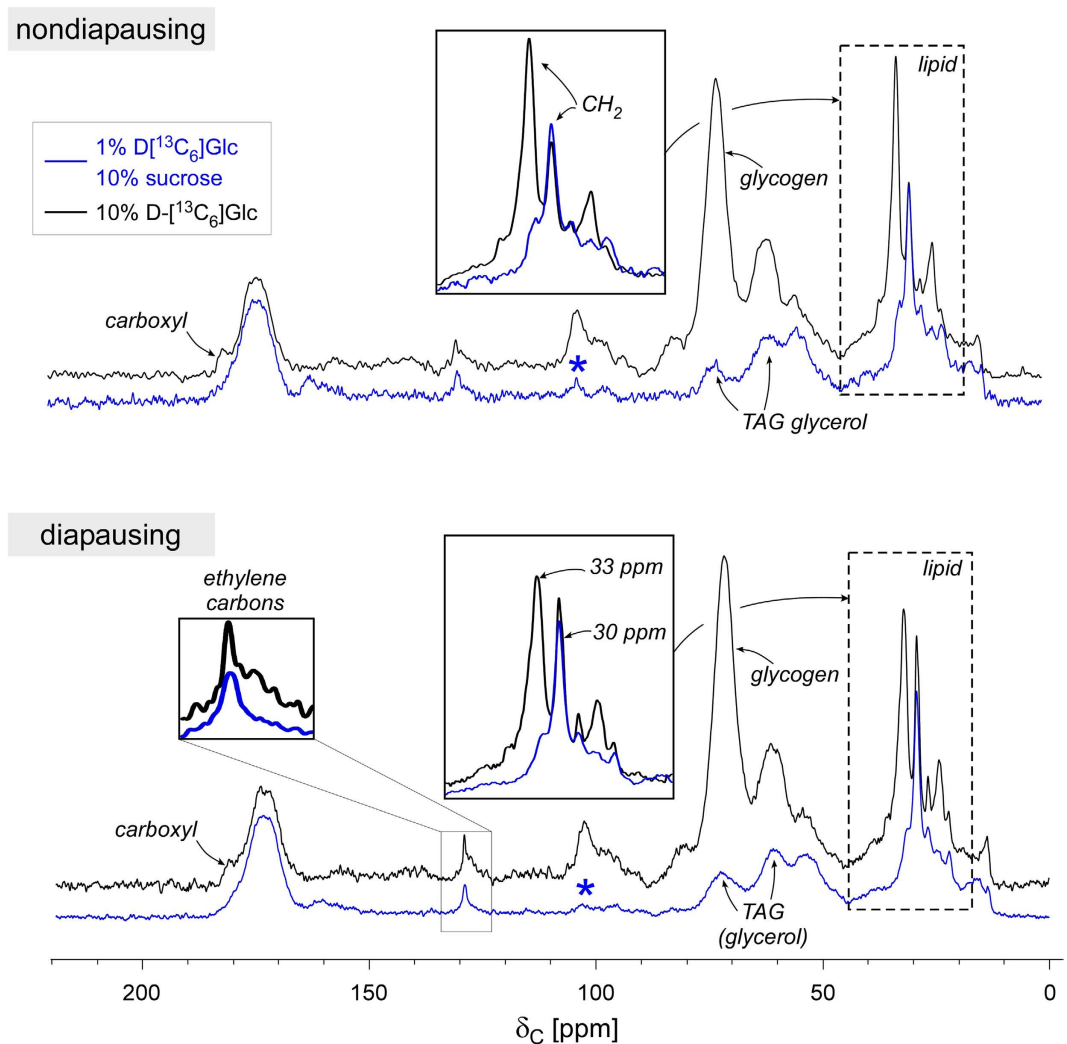 nondiapausing
1% D[¹³C₆]Glc
10% sucrose
10% D-[¹³C₆]Glc
CH₂
lipid
glycogen
carboxyl
*
TAG glycerol
diapausing
ethylene
carbons
33 ppm
30 ppm
lipid
glycogen
carboxyl
*
TAG
(glycerol)
200
150
100
50
0
δC [ppm]